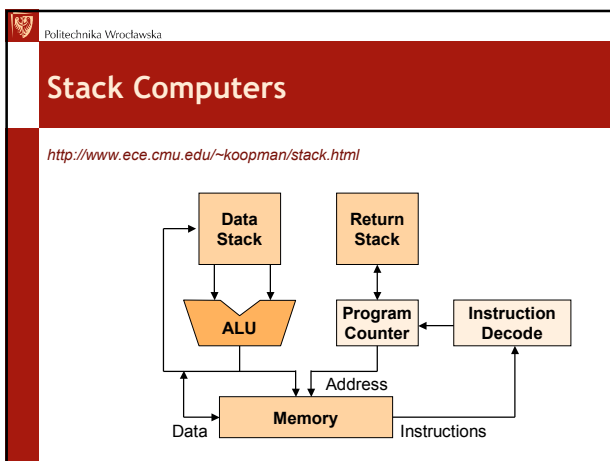 Politechnika Wrocławska
Stack Computers
http://www.ece.cmu.edu/~koopman/stack.html
Data
Stack
Return
Stack
ALU
Program
Counter
Instruction
Decode
Address
Memory
Data
Instructions